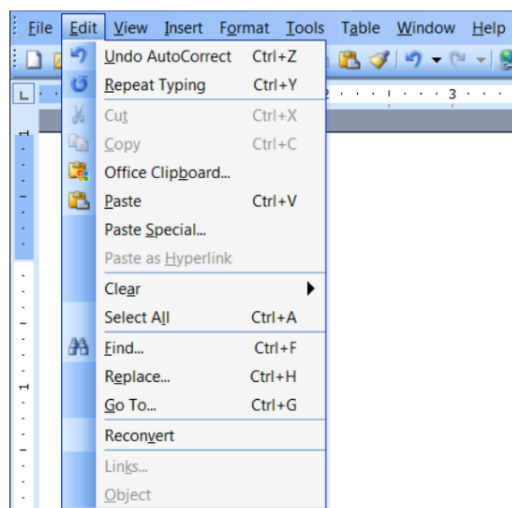 File Edit View Insert Format Tools Table Window Help
Undo AutoCorrect Ctrl+Z
Repeat Typing Ctrl+Y
3
Cut Ctrl+X
Copy Ctrl+C
Office Clipboard...
Paste Ctrl+V
Paste Special...
Paste as Hyperlink
Clear
Select All Ctrl+A
Find... Ctrl+F
Replace... Ctrl+H
1
Go To... Ctrl+G
Reconvert
Links...
Object